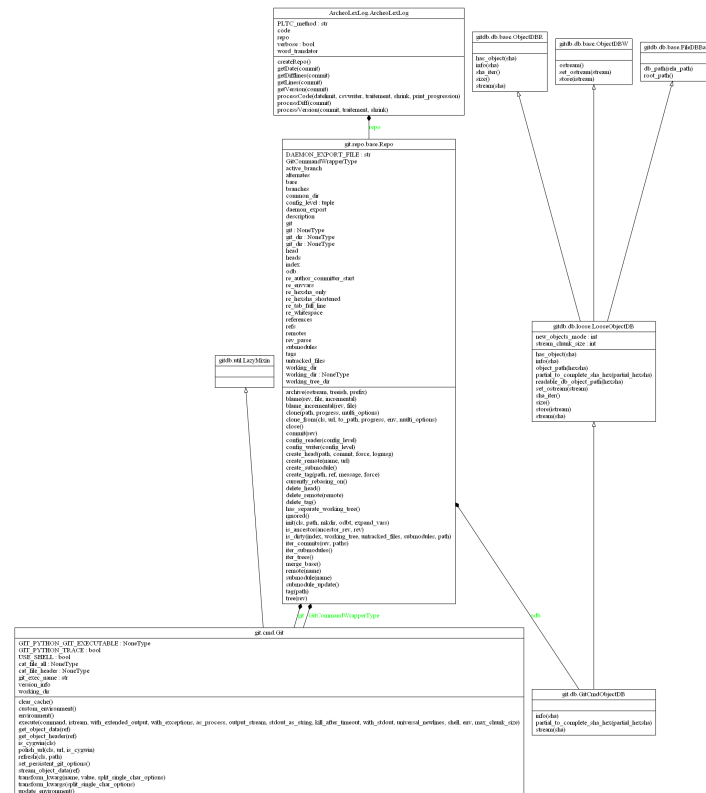 ArcheoLexLog.ArcheoLexLog
PLTC_method : str
code
repo
verbose : bool
word_translator
createRepo()
getDate(commit)
getDifflines(commit)
getLines(commit)
getVersion(commit)
processCode(datelimit, csvwriter, traitement, shrink, print_progression)
processDiff(commit)
processVersion(commit, traitement, shrink)
gitdb.db.base.ObjectDBR
has_object(sha)
info(sha)
sha_iter()
size()
stream(sha)
gitdb.db.base.ObjectDBW
ostream()
set_ostream(stream)
store(istream)
gitdb.db.base.FileDBBa
db_path(rela_path)
root_path()
repo
git.repo.base.Repo
DAEMON_EXPORT_FILE : str
GitCommandWrapperType
active_branch
alternates
bare
branches
common_dir
config_level : tuple
daemon_export
description
git
git : NoneType
git_dir : NoneType
git_dir : NoneType
head
heads
index
odb
re_author_committer_start
re_envvars
re_hexsha_only
re_hexsha_shortened
re_tab_full_line
re_whitespace
references
refs
remotes
rev_parse
submodules
tags
untracked_files
working_dir
working_dir : NoneType
working_tree_dir
archive(ostream, treeish, prefix)
blame(rev, file, incremental)
blame_incremental(rev, file)
clone(path, progress, multi_options)
clone_from(cls, url, to_path, progress, env, multi_options)
close()
commit(rev)
config_reader(config_level)
config_writer(config_level)
create_head(path, commit, force, logmsg)
create_remote(name, url)
create_submodule()
create_tag(path, ref, message, force)
currently_rebasing_on()
delete_head()
delete_remote(remote)
delete_tag()
has_separate_working_tree()
ignored()
init(cls, path, mkdir, odbt, expand_vars)
is_ancestor(ancestor_rev, rev)
is_dirty(index, working_tree, untracked_files, submodules, path)
iter_commits(rev, paths)
iter_submodules()
iter_trees()
merge_base()
remote(name)
submodule(name)
submodule_update()
tag(path)
tree(rev)
gitdb.util.LazyMixin
gitdb.db.loose.LooseObjectDB
new_objects_mode : int
stream_chunk_size : int
has_object(sha)
info(sha)
object_path(hexsha)
partial_to_complete_sha_hex(partial_hexsha)
readable_db_object_path(hexsha)
set_ostream(stream)
sha_iter()
size()
store(istream)
stream(sha)
git
GitCommandWrapperType
odb
git.cmd.Git
GIT_PYTHON_GIT_EXECUTABLE : NoneType
GIT_PYTHON_TRACE : bool
USE_SHELL : bool
cat_file_all : NoneType
cat_file_header : NoneType
git_exec_name : str
version_info
working_dir
clear_cache()
custom_environment()
environment()
execute(command, istream, with_extended_output, with_exceptions, as_process, output_stream, stdout_as_string, kill_after_timeout, with_stdout, universal_newlines, shell, env, max_chunk_size)
get_object_data(ref)
get_object_header(ref)
is_cygwin(cls)
polish_url(cls, url, is_cygwin)
refresh(cls, path)
set_persistent_git_options()
stream_object_data(ref)
transform_kwarg(name, value, split_single_char_options)
transform_kwargs(split_single_char_options)
update_environment()
git.db.GitCmdObjectDB
info(sha)
partial_to_complete_sha_hex(partial_hexsha)
stream(sha)